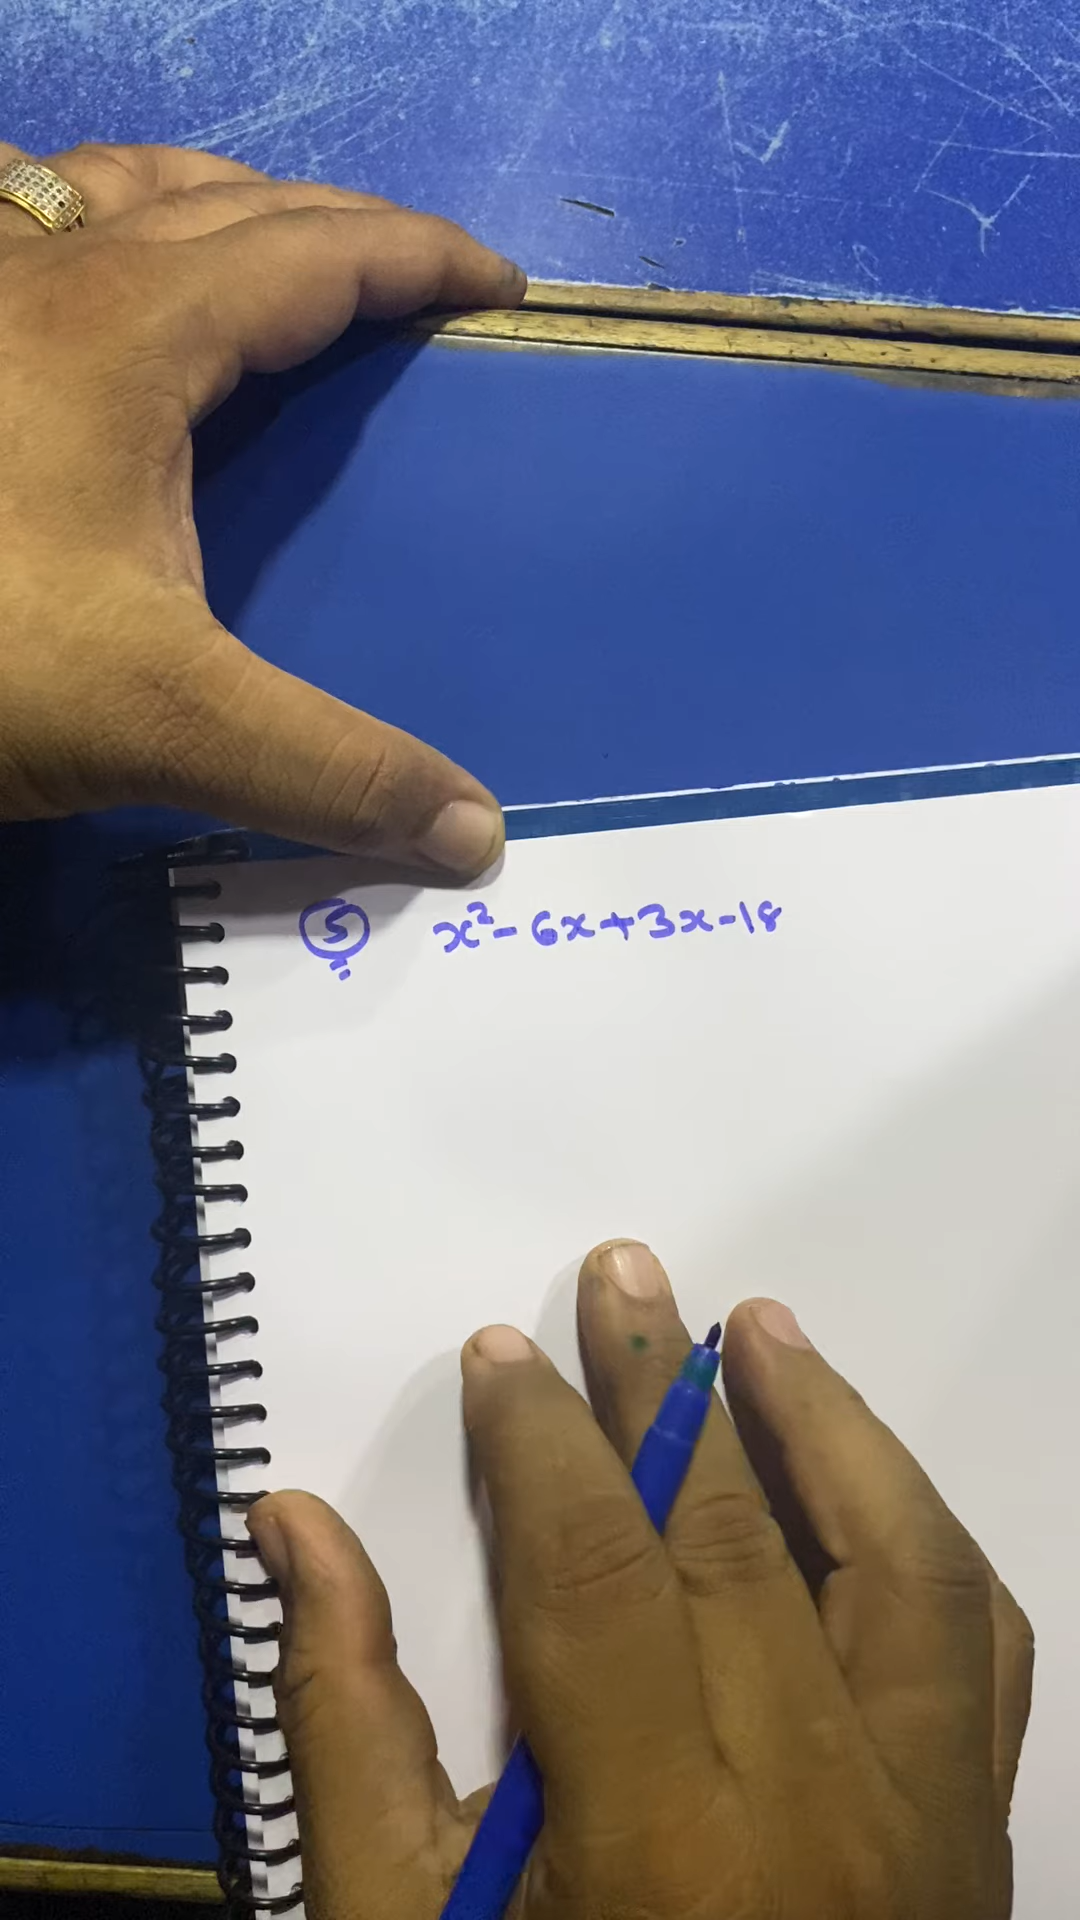 5 x² - 6x + 3x - 18